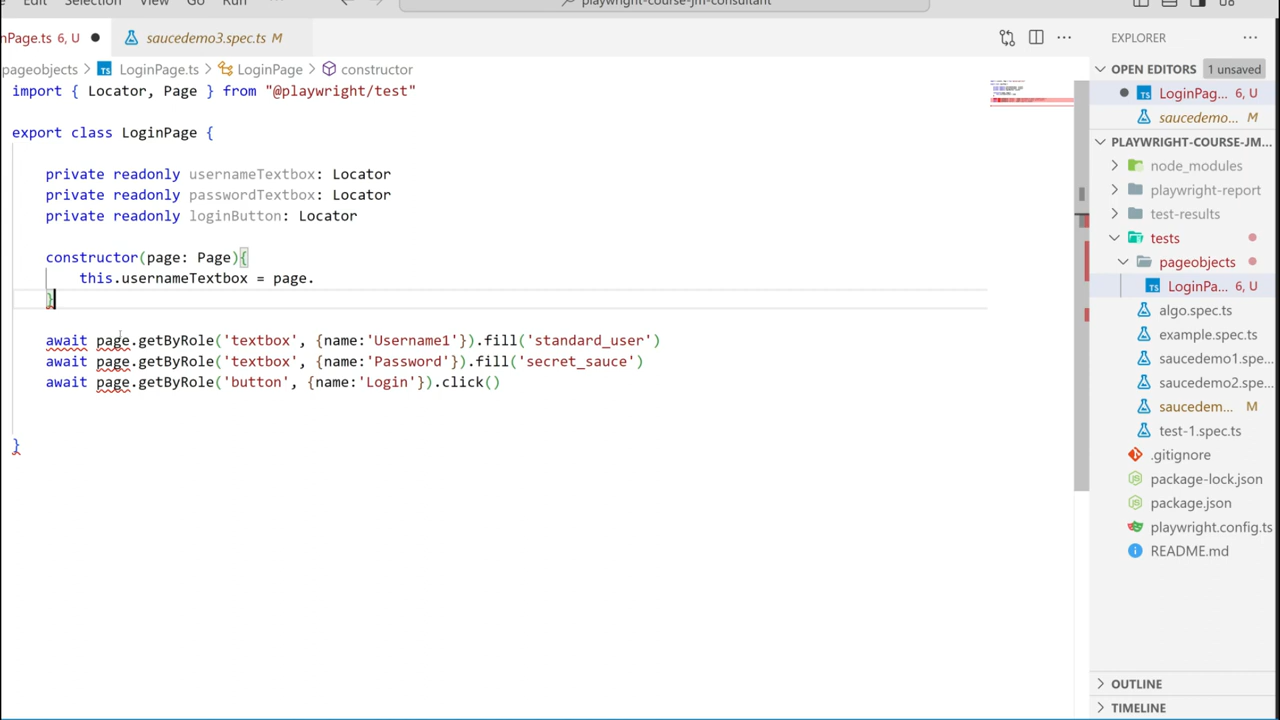 Edit Selection View Go Run ... playwright-course-jm-consultant
nPage.ts 6, U saucedemo3.spec.ts M
pageobjects > LoginPage.ts > LoginPage > constructor
import { Locator, Page } from "@playwright/test"
export class LoginPage {
private readonly usernameTextbox: Locator
private readonly passwordTextbox: Locator
private readonly loginButton: Locator
constructor(page: Page){
this.usernameTextbox = page.
}
await page.getByRole('textbox', {name:'Username1'}).fill('standard_user')
await page.getByRole('textbox', {name:'Password'}).fill('secret_sauce')
await page.getByRole('button', {name:'Login'}).click()
}
EXPLORER
OPEN EDITORS 1 unsaved
LoginPag... 6, U
saucedemo... M
PLAYWRIGHT-COURSE-JM...
node_modules
playwright-report
test-results
tests
pageobjects
LoginPa... 6, U
algo.spec.ts
example.spec.ts
saucedemo1.spe...
saucedemo2.spe...
saucedem... M
test-1.spec.ts
.gitignore
package-lock.json
package.json
playwright.config.ts
README.md
OUTLINE
TIMELINE